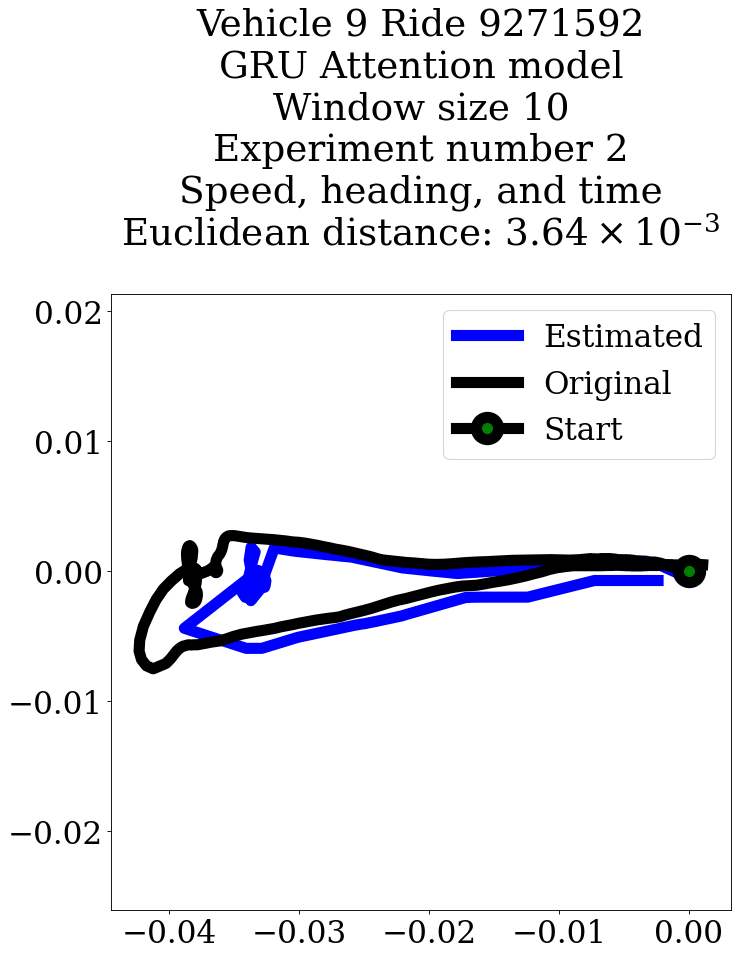 Vehicle 9 Ride 9271592
GRU Attention model
Window size 10
Experiment number 2
Speed, heading, and time
Euclidean distance: 3.64 × 10⁻³
Estimated
Original
Start
0.02
0.01
0.00
−0.01
−0.02
−0.04 −0.03 −0.02 −0.01 0.00